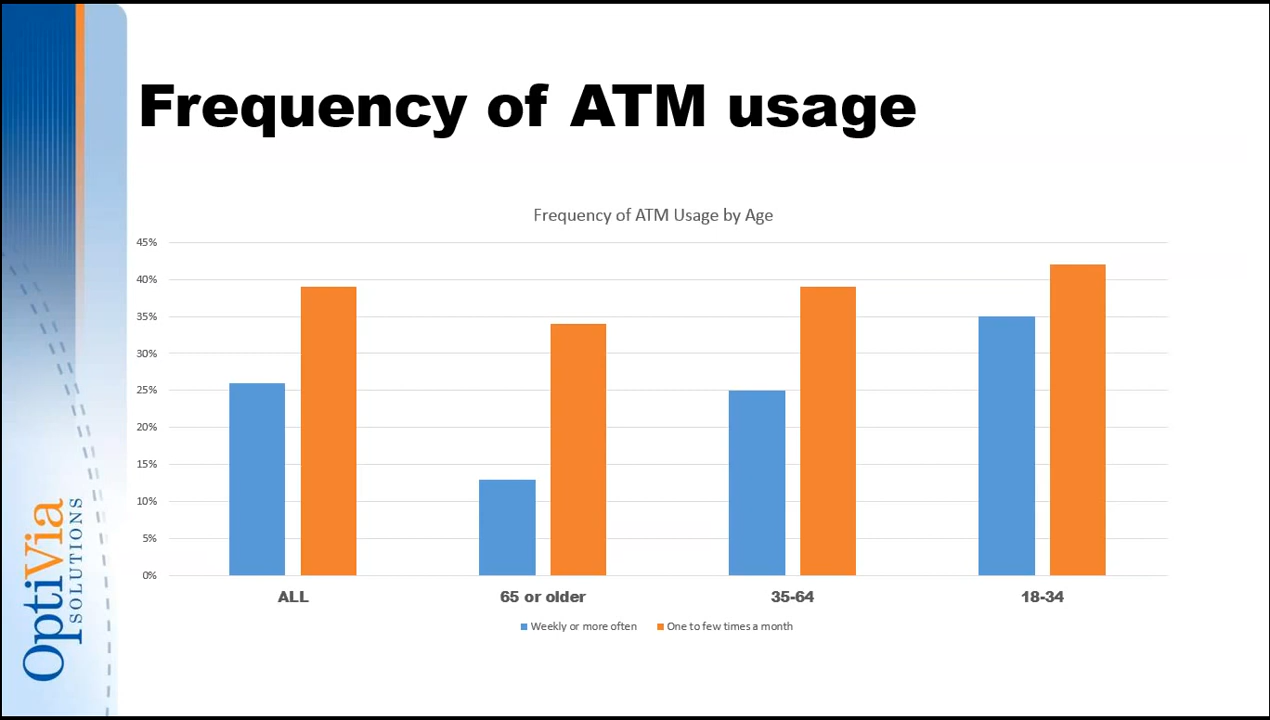 Frequency of ATM usage
Frequency of ATM Usage by Age
45%
40%
35%
30%
25%
20%
15%
10%
5%
0%
ALL 65 or older 35-64 18-34
Weekly or more often One to few times a month
OptiVia
SOLUTIONS